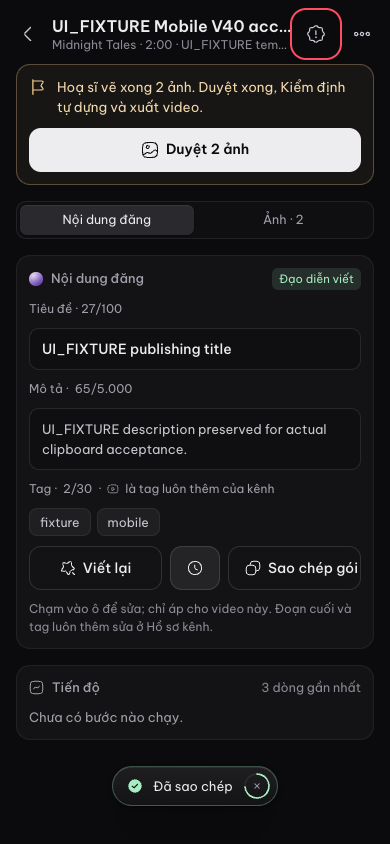 UI_FIXTURE Mobile V40 acc...
Midnight Tales · 2:00 · UI_FIXTURE tem...
Hoạ sĩ vẽ xong 2 ảnh. Duyệt xong, Kiểm định
tự dựng và xuất video.
Duyệt 2 ảnh
Nội dung đăng
Ảnh · 2
Nội dung đăng
Đạo diễn viết
Tiêu đề · 27/100
UI_FIXTURE publishing title
Mô tả · 65/5.000
UI_FIXTURE description preserved for actual
clipboard acceptance.
Tag · 2/30 · là tag luôn thêm của kênh
fixture
mobile
Viết lại
Sao chép gói
Chạm vào ô để sửa; chỉ áp cho video này. Đoạn cuối và
tag luôn thêm sửa ở Hồ sơ kênh.
Tiến độ
3 dòng gần nhất
Chưa có bước nào chạy.
Đã sao chép